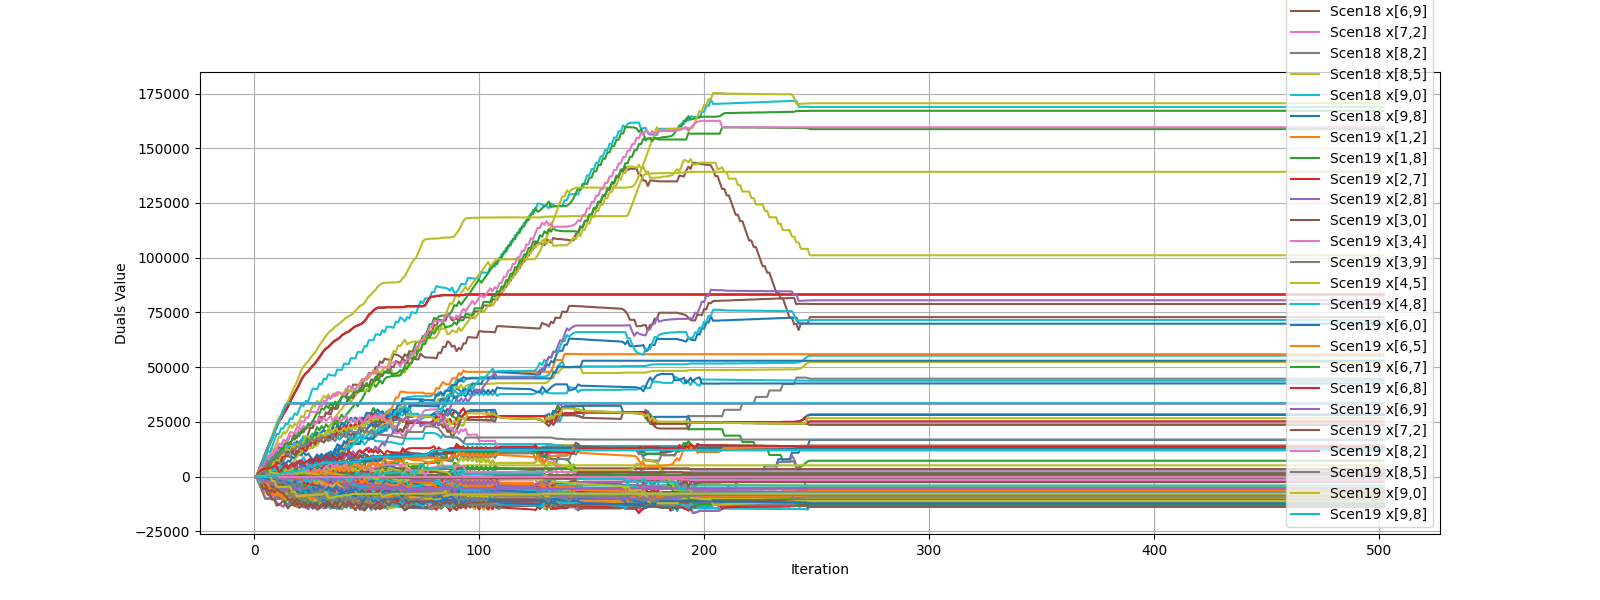 Scen18 x[6,9]
Scen18 x[7,2]
Scen18 x[8,2]
Scen18 x[8,5]
Scen18 x[9,0]
Scen18 x[9,8]
Scen19 x[1,2]
Scen19 x[1,8]
Scen19 x[2,7]
Scen19 x[2,8]
Scen19 x[3,0]
Scen19 x[3,4]
Scen19 x[3,9]
Scen19 x[4,5]
Scen19 x[4,8]
Scen19 x[6,0]
Scen19 x[6,5]
Scen19 x[6,7]
Scen19 x[6,8]
Scen19 x[6,9]
Scen19 x[7,2]
Scen19 x[8,2]
Scen19 x[8,5]
Scen19 x[9,0]
Scen19 x[9,8]
175000
150000
125000
100000
75000
50000
25000
0
−25000
Duals Value
0 100 200 300 400 500
Iteration